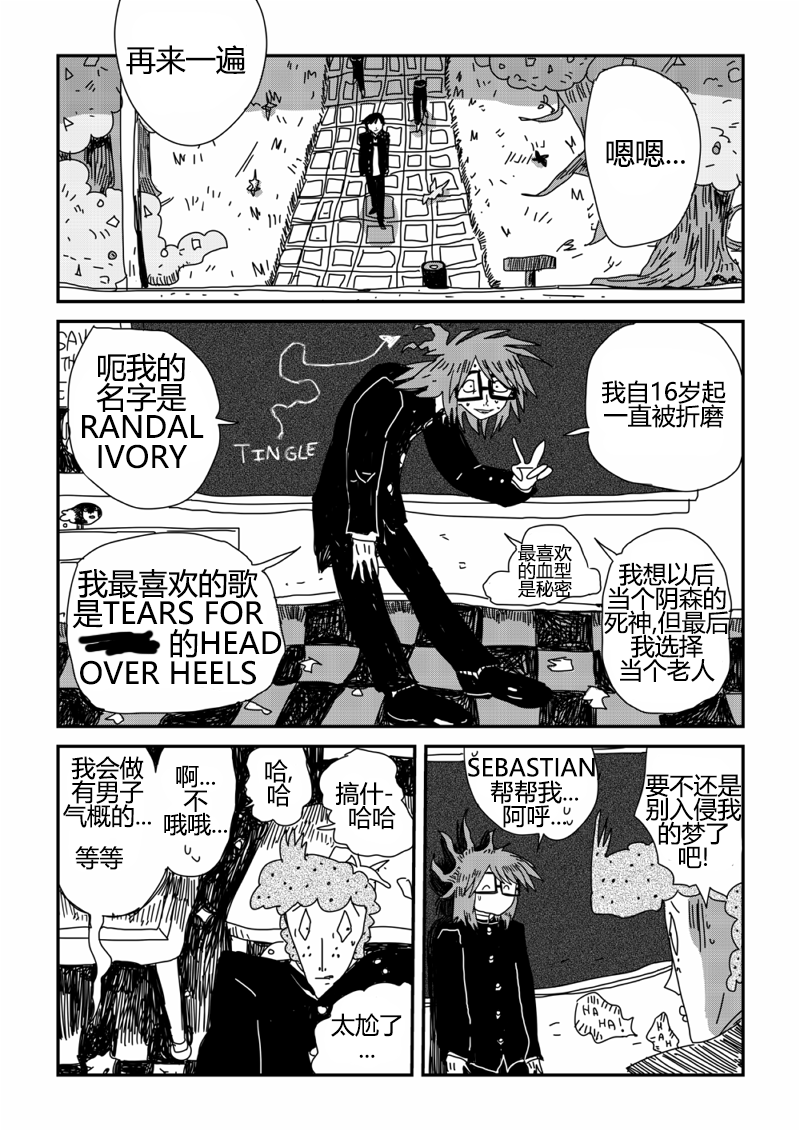 再来一遍
嗯嗯...
SAV
TH
E
呃我的
名字是
RANDAL
IVORY
TINGLE
我自16岁起
一直被折磨
我最喜欢的歌
是TEARS FOR
的HEAD
OVER HEELS
最喜欢
的血型
是秘密
我想以后
当个阴森的
死神,但最后
我选择
当个老人
我会做
有男子
气概的...
等等
啊...
不
哦哦...
哈,
哈
搞什-
哈哈
太尬了
...
SEBASTIAN
帮帮我...
阿呼...
要不还是
别入侵我
的梦了
吧!
HA
HA!
HA
HA